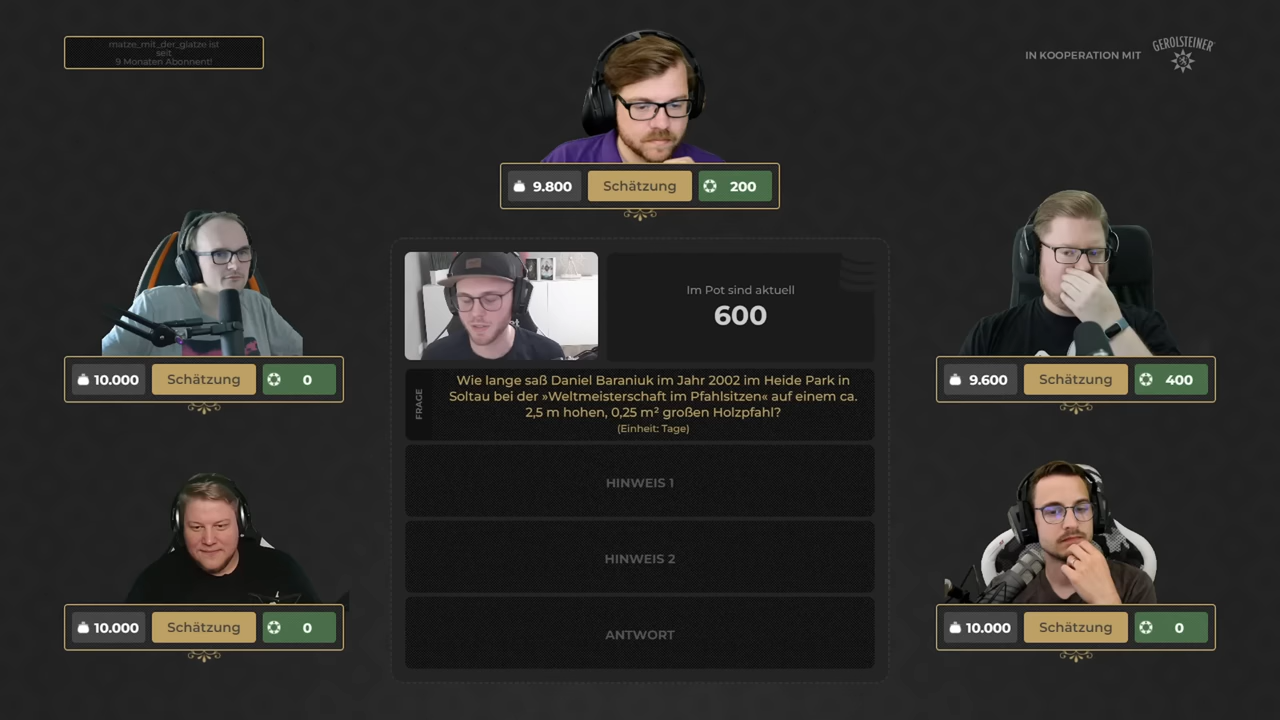 matze_mit_der_glatze ist
seit
9 Monaten Abonnent!
IN KOOPERATION MIT
GEROLSTEINER
9.800
Schätzung
200
10.000
Schätzung
0
9.600
Schätzung
400
Im Pot sind aktuell
600
FRAGE
Wie lange saß Daniel Baraniuk im Jahr 2002 im Heide Park in
Soltau bei der »Weltmeisterschaft im Pfahlsitzen« auf einem ca.
2,5 m hohen, 0,25 m² großen Holzpfahl?
(Einheit: Tage)
HINWEIS 1
HINWEIS 2
ANTWORT
10.000
Schätzung
0
10.000
Schätzung
0